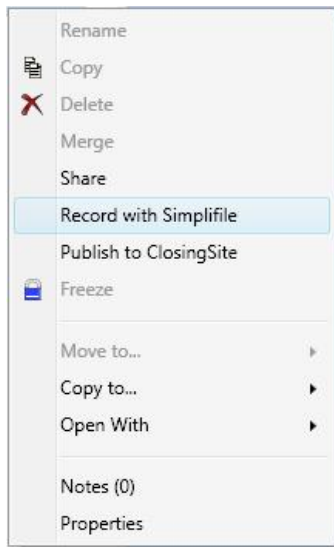 Rename
Copy
Delete
Merge
Share
Record with Simplifile
Publish to ClosingSite
Freeze
Move to...
Copy to...
Open With
Notes (0)
Properties